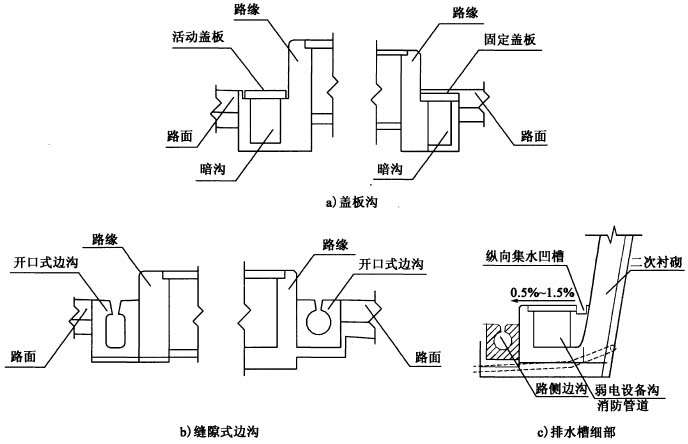 路缘
活动盖板
路面
暗沟
路缘
固定盖板
路面
暗沟
a)盖板沟
路缘
开口式边沟
路面
路缘
开口式边沟
路面
b)缝隙式边沟
纵向集水凹槽
二次衬砌
0.5%~1.5%
路侧边沟
弱电设备沟
消防管道
c)排水槽细部